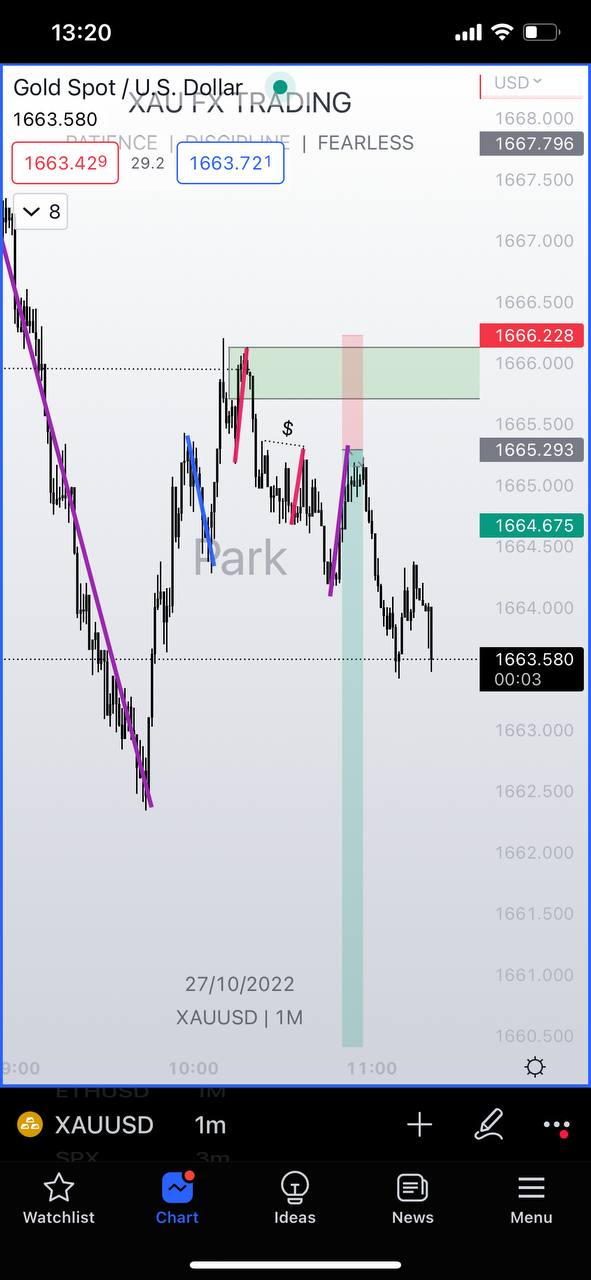 13:20
Gold Spot / U.S. Dollar
XAU FX TRADING
USD
1663.580
PATIENCE | DISCIPLINE | FEARLESS
1663.429
29.2
1663.721
8
1668.000
1667.796
1667.500
1667.000
1666.500
1666.228
1666.000
1665.500
1665.293
1665.000
1664.675
1664.500
1664.000
1663.580
00:03
1663.000
1662.500
1662.000
1661.500
1661.000
1660.500
$
Park
27/10/2022
XAUUSD | 1M
9:00
10:00
11:00
ETHUSD 1M
XAUUSD 1m
SPX 3m
Watchlist
Chart
Ideas
News
Menu